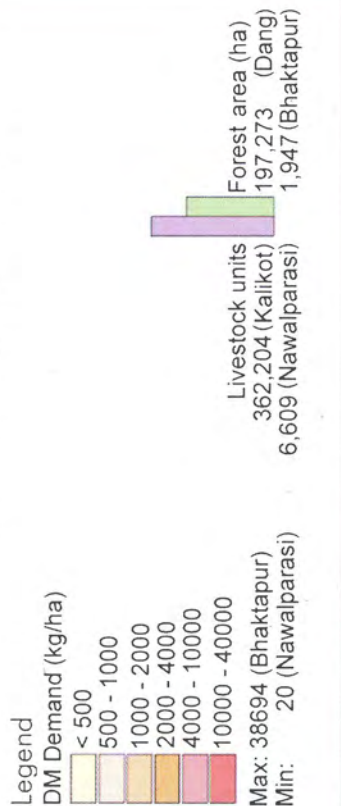 Legend
DM Demand (kg/ha)
< 500
500 - 1000
1000 - 2000
2000 - 4000
4000 - 10000
10000 - 40000
Max: 38694 (Bhaktapur)
Min: 20 (Nawalparasi)
Livestock units
362,204 (Kalikot)
6,609 (Nawalparasi)
Forest area (ha)
197,273 (Dang)
1,947 (Bhaktapur)